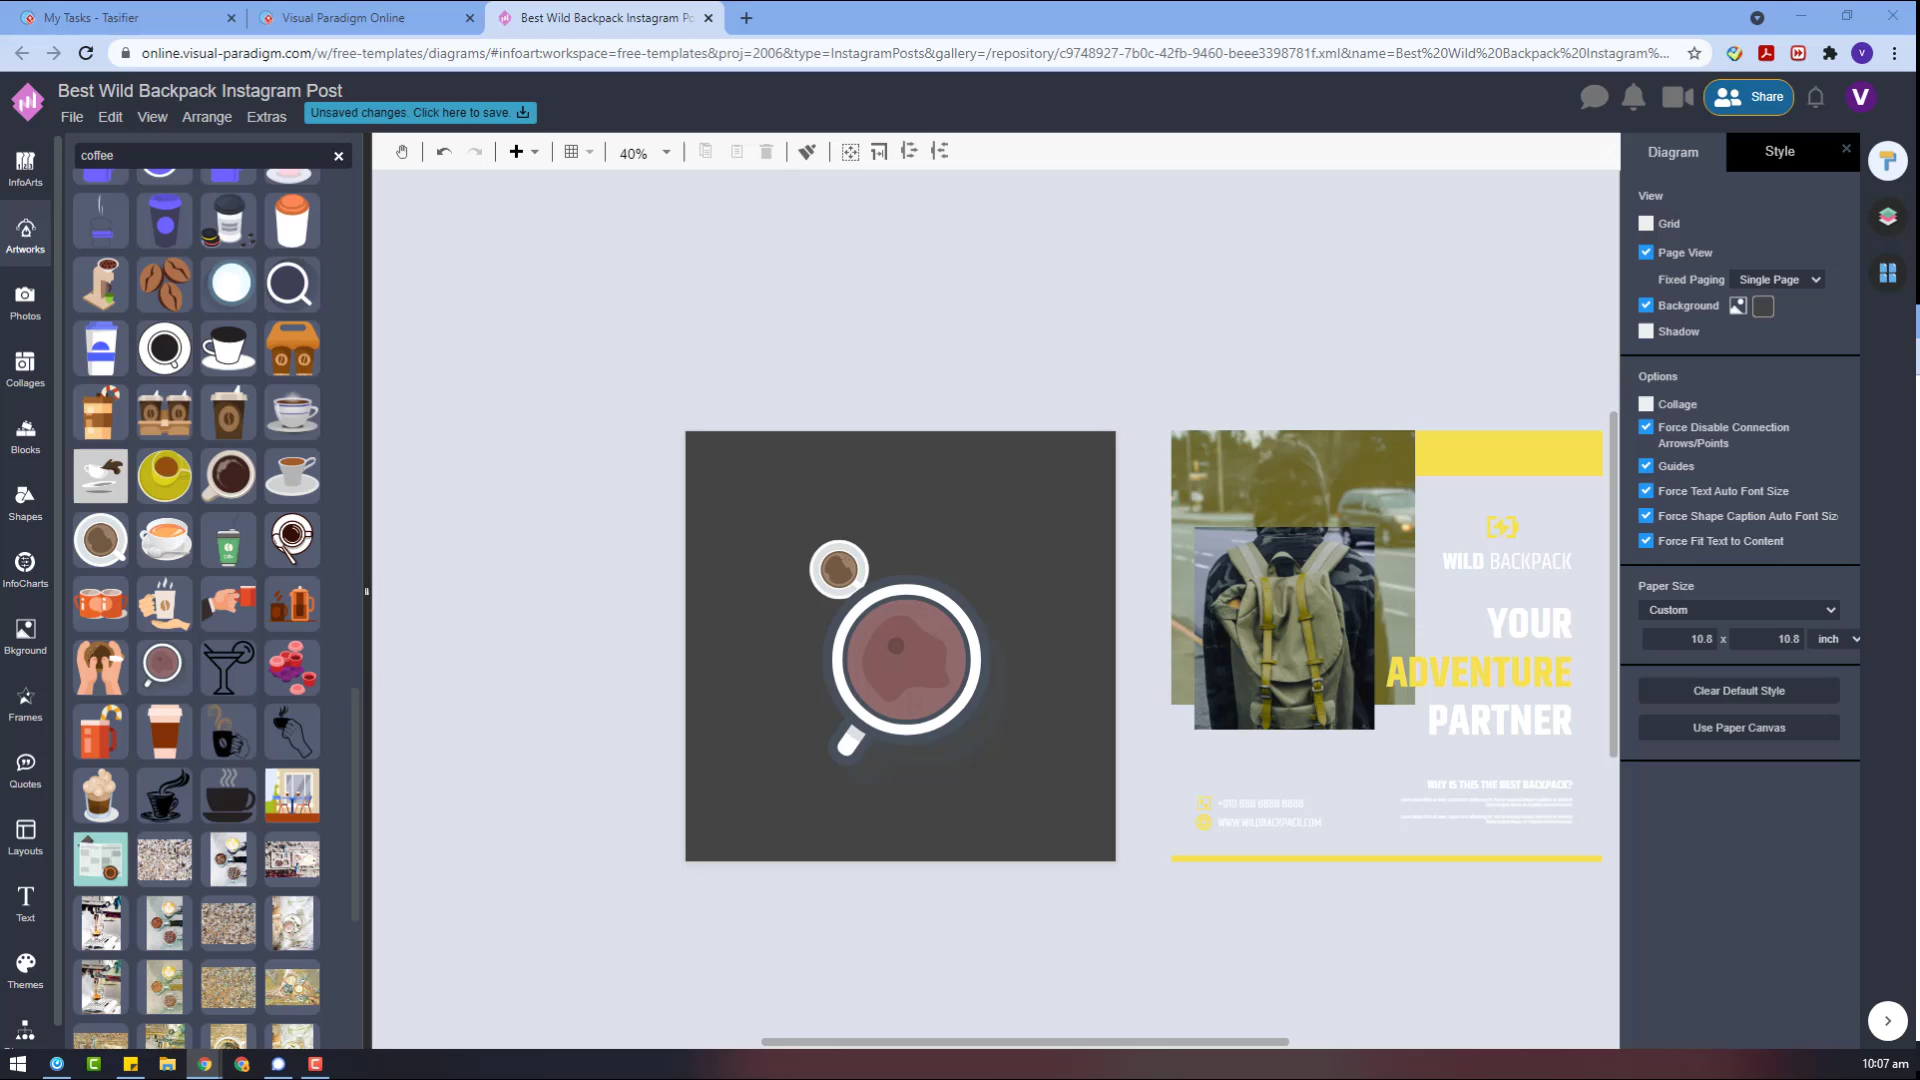 My Tasks - Tasifier
Visual Paradigm Online
Best Wild Backpack Instagram Po
online.visual-paradigm.com/w/free-templates/diagrams/#infoart:workspace=free-templates&proj=2006&type=InstagramPosts&gallery=/repository/c9748927-7b0c-42fb-9460-beee3398781f.xml&name=Best%20Wild%20Backpack%20Instagram%...
V
Best Wild Backpack Instagram Post
File Edit View Arrange Extras
Unsaved changes. Click here to save.
Share
V
coffee
40%
Diagram
Style
InfoArts
Artworks
Photos
Collages
Blocks
Shapes
InfoCharts
Bkground
Frames
Quotes
Layouts
Text
Themes
View
Grid
Page View
Fixed Paging Single Page
Background
Shadow
Options
Collage
Force Disable Connection
Arrows/Points
Guides
Force Text Auto Font Size
Force Shape Caption Auto Font Siz
Force Fit Text to Content
Paper Size
Custom
10.8 x 10.8 inch
Clear Default Style
Use Paper Canvas
WILD BACKPACK
YOUR
ADVENTURE
PARTNER
WHY IS THIS THE BEST BACKPACK?
+010 888 8888 8888
WWW.WILDBACKPACK.COM
10:07 am